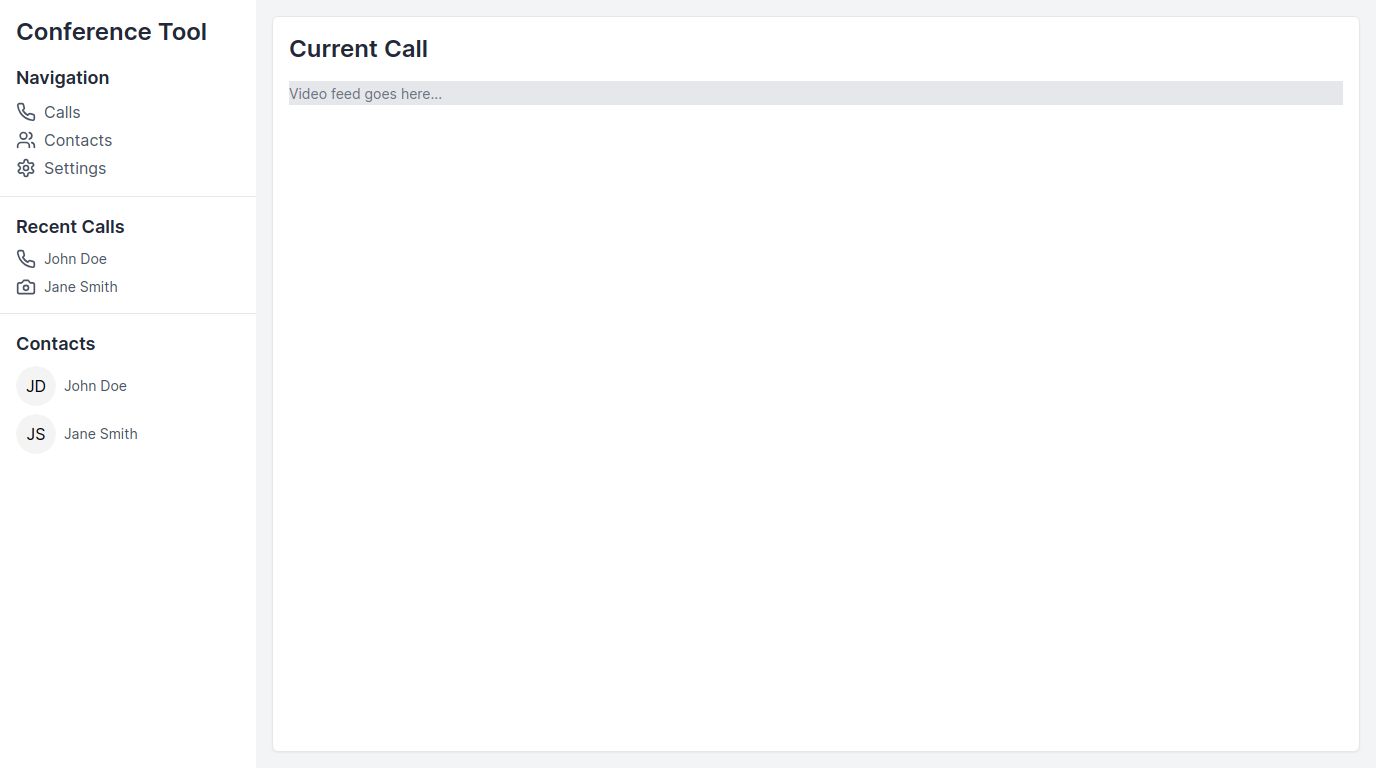 Conference Tool
Navigation
Calls
Contacts
Settings
Recent Calls
John Doe
Jane Smith
Contacts
JD John Doe
JS Jane Smith
Current Call
Video feed goes here...